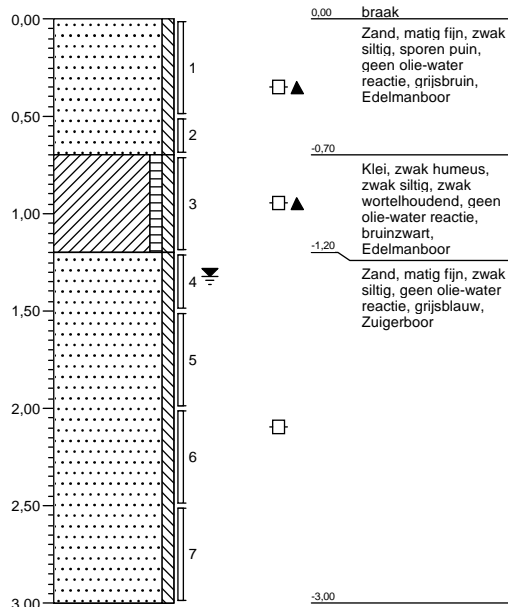 0,00
0,50
1,00
1,50
2,00
2,50
3,00
1
2
3
4
5
6
7
0,00 braak
Zand, matig fijn, zwak
siltig, sporen puin,
geen olie-water
reactie, grijsbruin,
Edelmanboor
-0,70
Klei, zwak humeus,
zwak siltig, zwak
wortelhoudend, geen
olie-water reactie,
bruinzwart,
Edelmanboor
-1,20
Zand, matig fijn, zwak
siltig, geen olie-water
reactie, grijsblauw,
Zuigerboor
-3,00